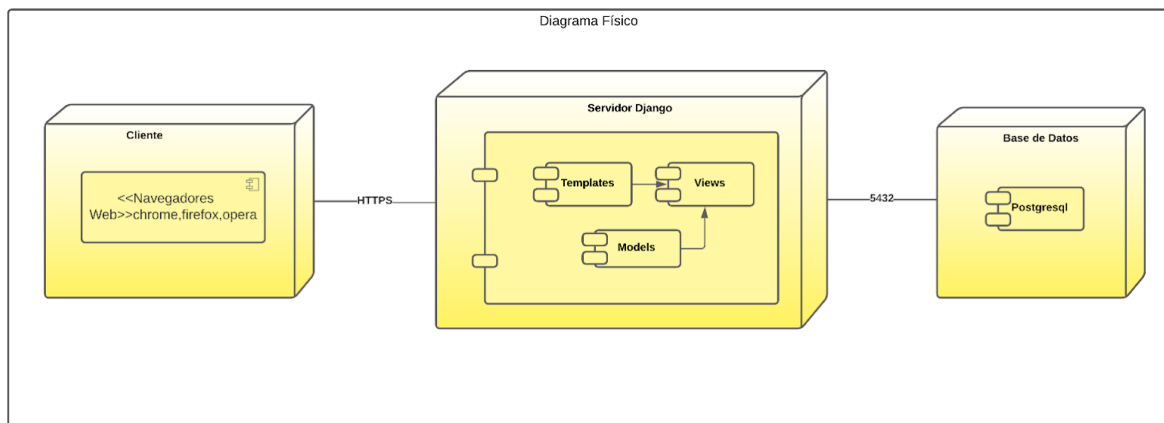 Diagrama Físico
Cliente
<<Navegadores
Web>>chrome,firefox,opera
HTTPS
Servidor Django
Templates
Views
Models
5432
Base de Datos
Postgresql